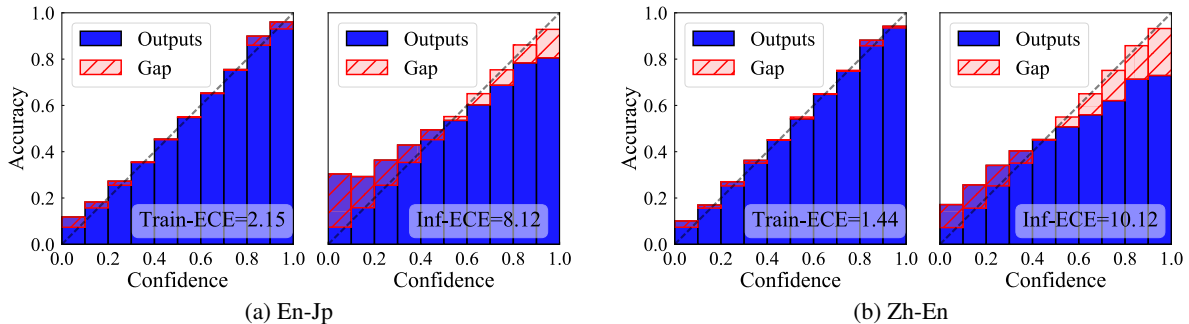 1.0
0.8
0.6
0.4
0.2
0.0
Accuracy
Outputs
Gap
Train-ECE=2.15
0.0 0.2 0.4 0.6 0.8 1.0
Confidence
Outputs
Gap
Inf-ECE=8.12
0.0 0.2 0.4 0.6 0.8 1.0
Confidence
(a) En-Jp
1.0
0.8
0.6
0.4
0.2
0.0
Accuracy
Outputs
Gap
Train-ECE=1.44
0.0 0.2 0.4 0.6 0.8 1.0
Confidence
Outputs
Gap
Inf-ECE=10.12
0.0 0.2 0.4 0.6 0.8 1.0
Confidence
(b) Zh-En